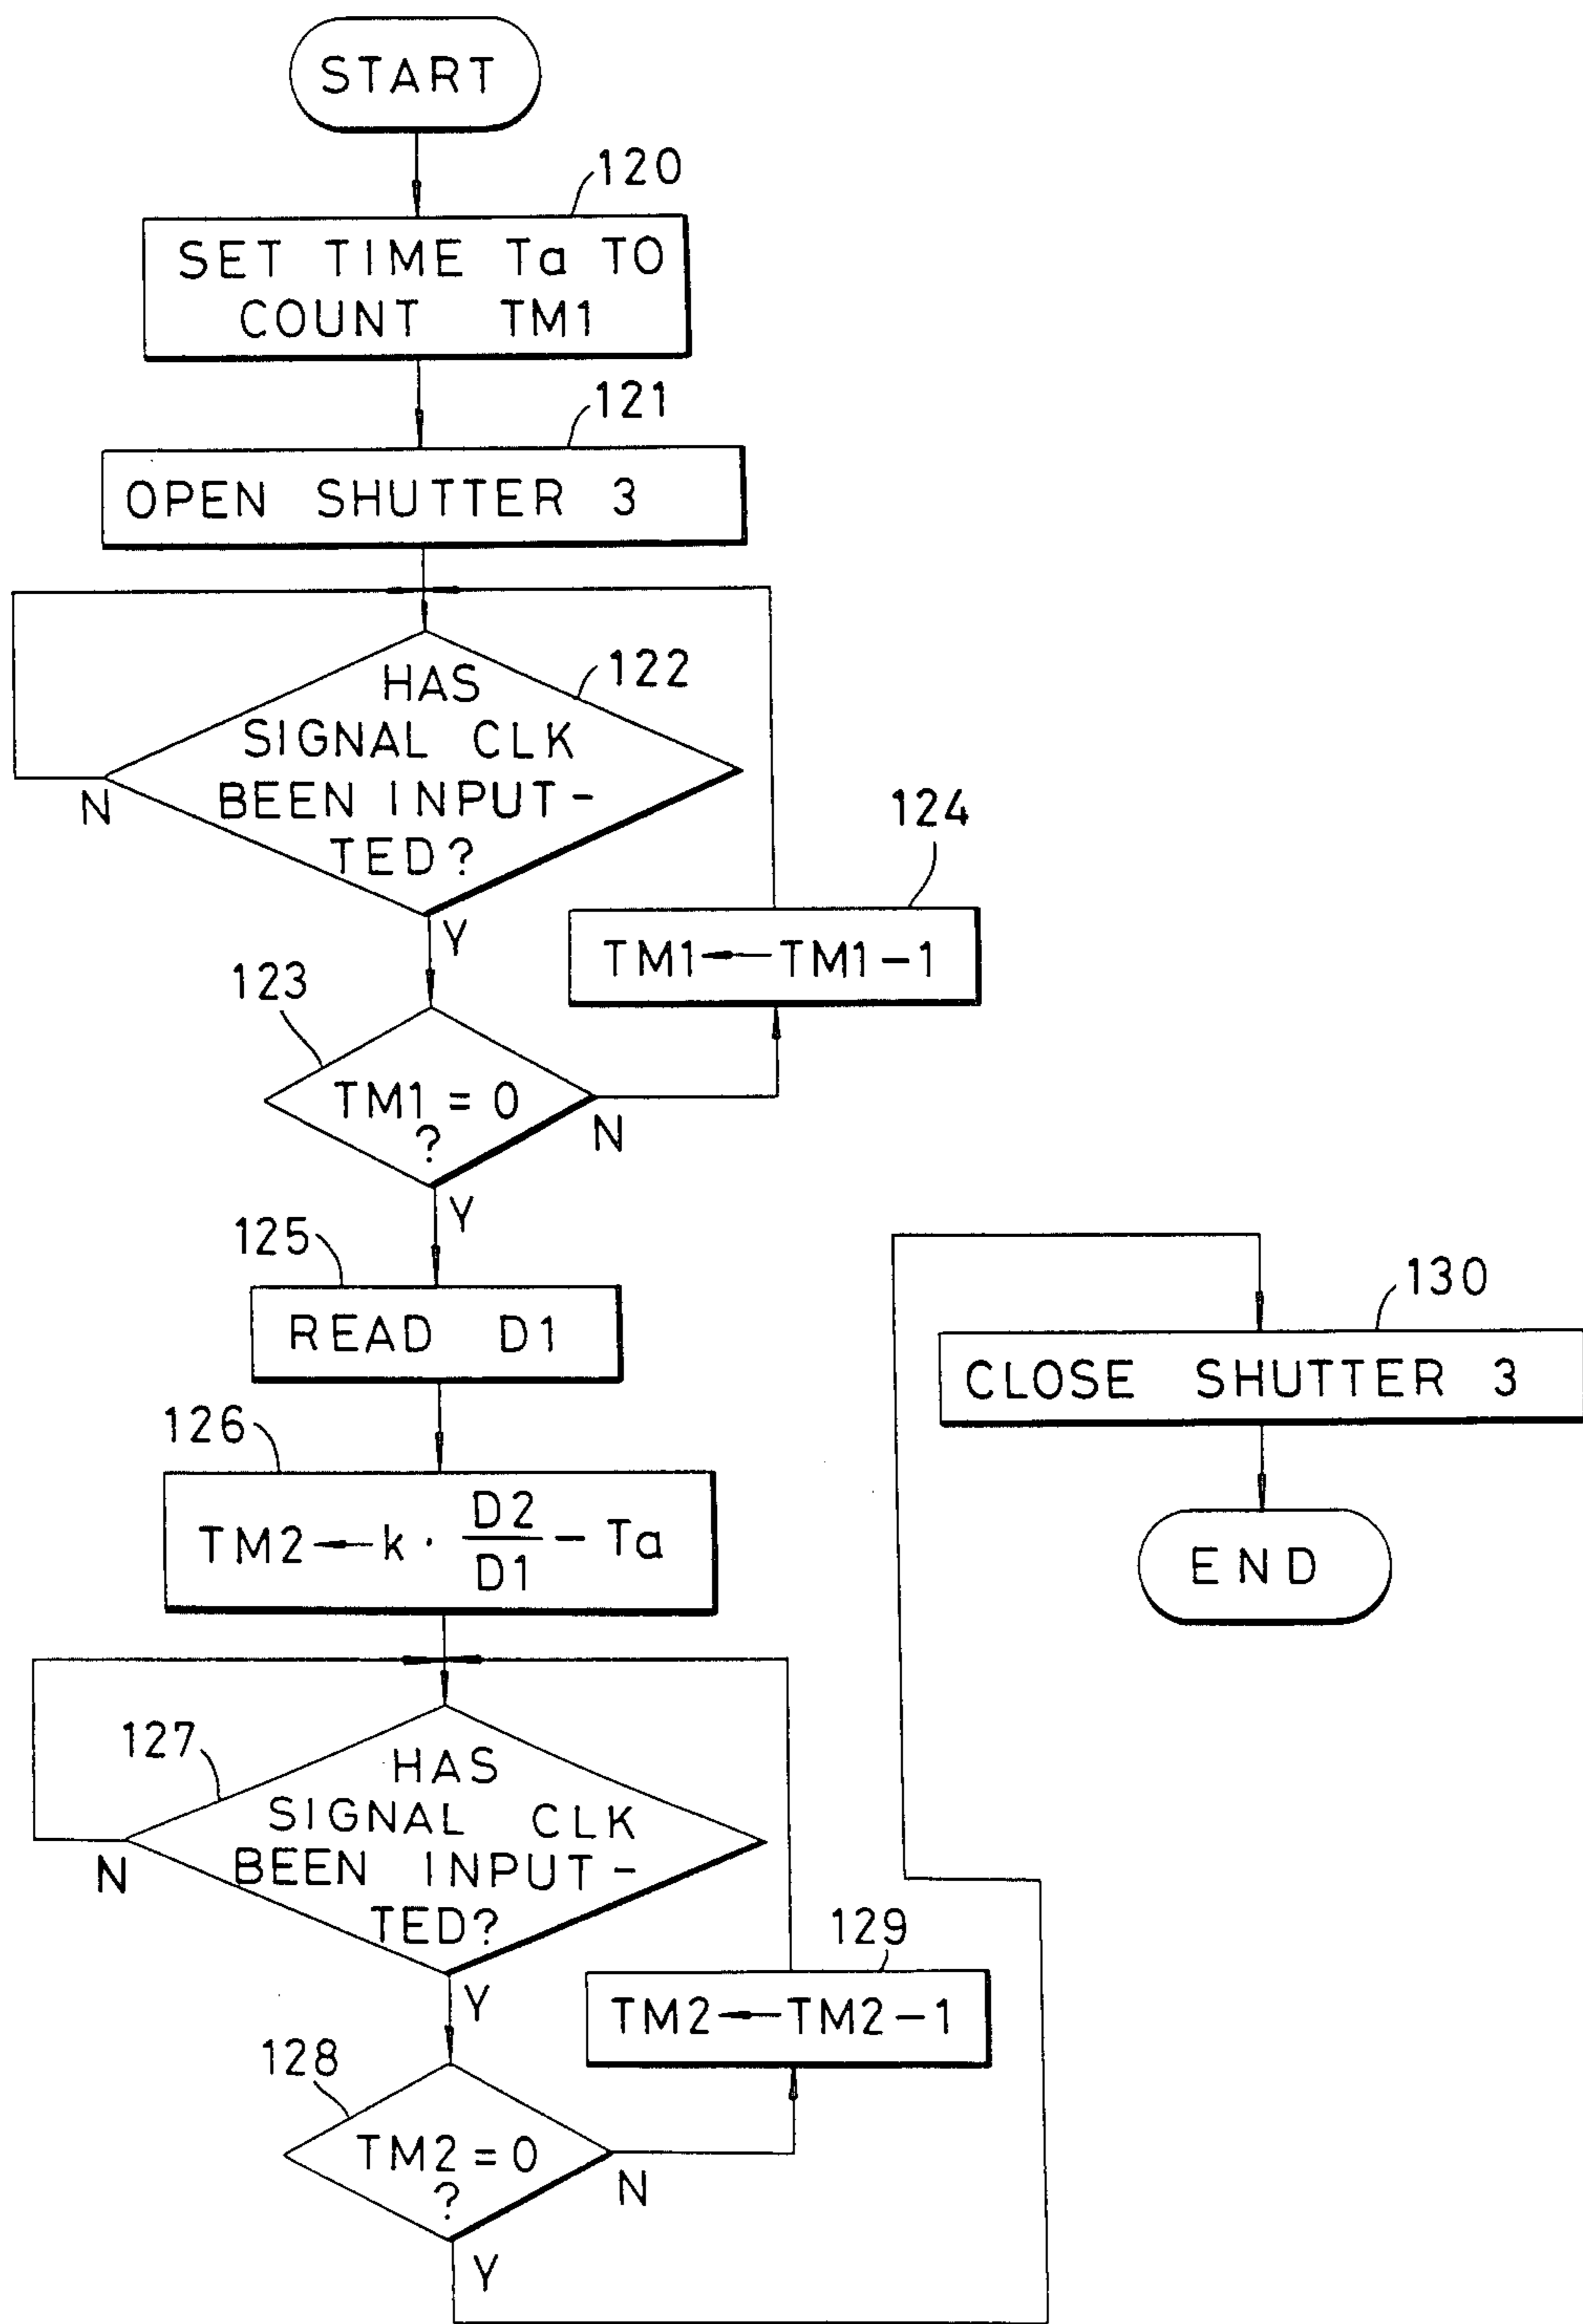 START
120
SET TIME Ta TO
COUNT TM1
121
OPEN SHUTTER 3
122
HAS
SIGNAL CLK
BEEN INPUT-
TED?
N
Y
124
TM1←TM1-1
123
TM1=0
?
N
Y
125
READ D1
126
TM2←k·D2/D1-Ta
127
HAS
SIGNAL CLK
BEEN INPUT-
TED?
N
Y
129
TM2←TM2-1
128
TM2=0
?
N
Y
130
CLOSE SHUTTER 3
END